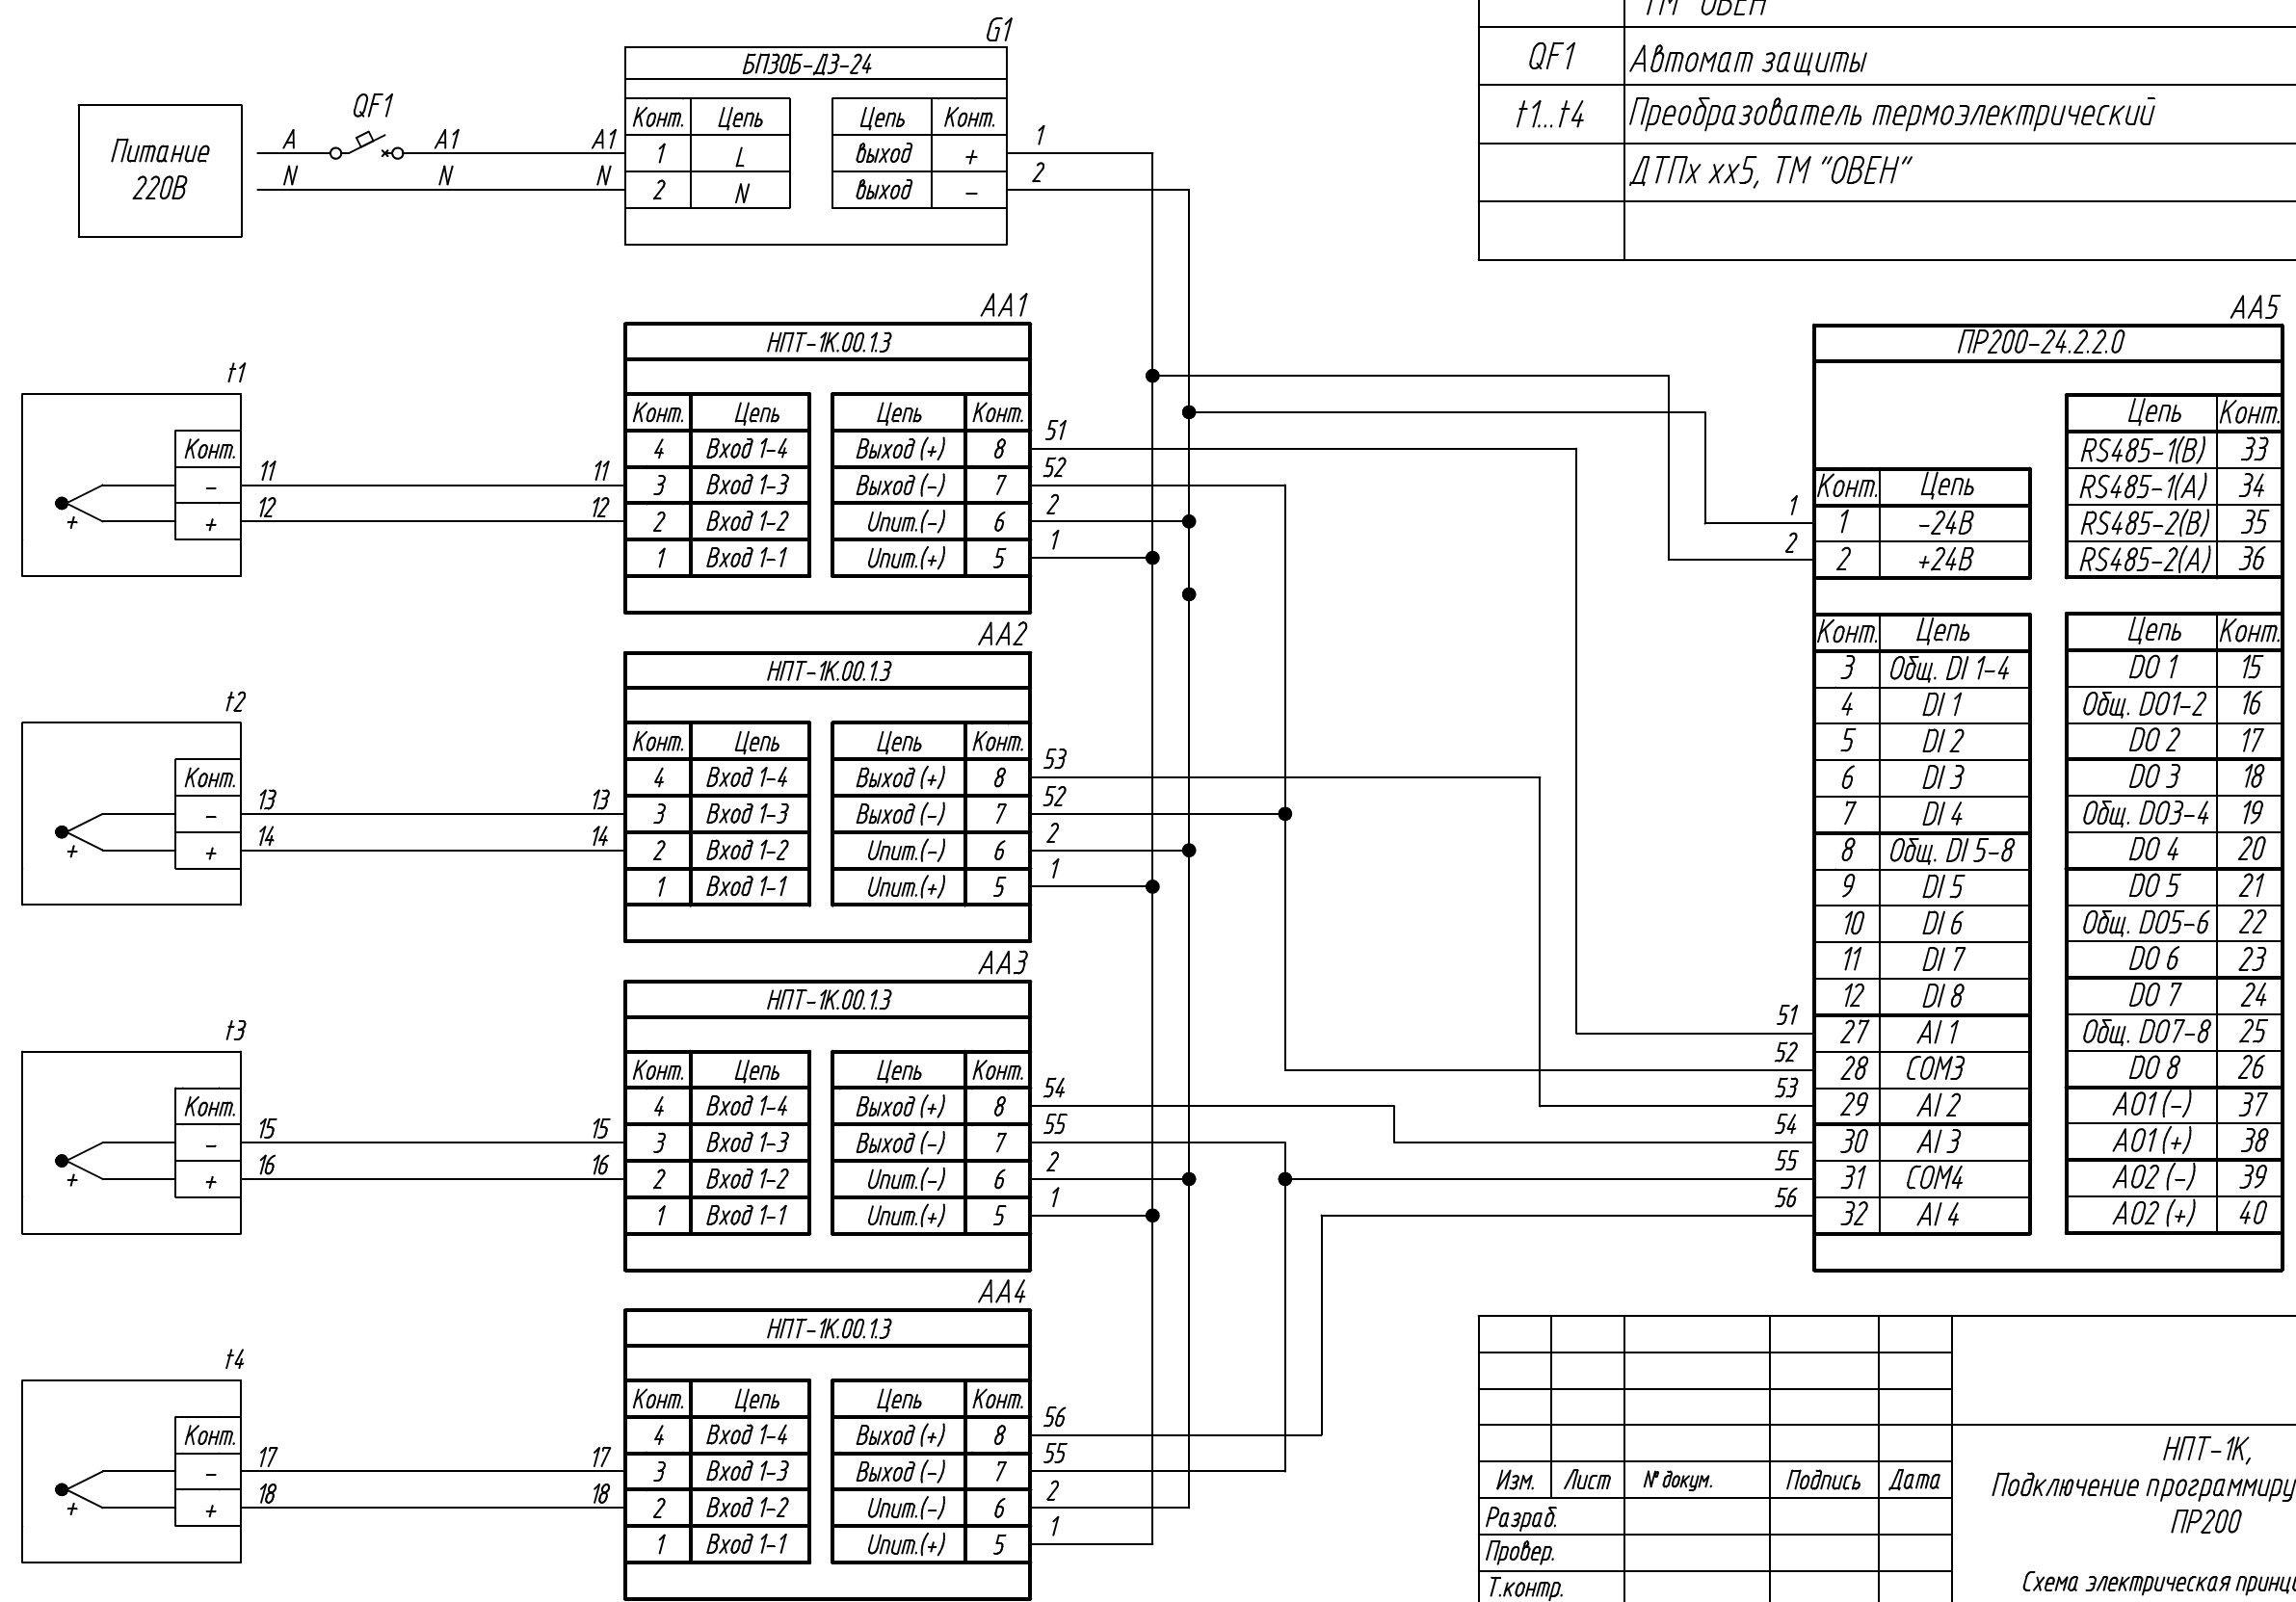 ТМ "ОВЕН"
QF1 Автомат защиты
t1...t4 Преобразователь термоэлектрический
ДТПх хх5, ТМ "ОВЕН"
Питание
220В
QF1
A A1 A1
N N N
G1
БП30Б-Д3-24
Конт. Цепь Цепь Конт.
1 L выход + 1
2 N выход – 2
t1
Конт.
– 11 11
+ 12 12
+
АА1
НПТ-1К.00.1.3
Конт. Цепь Цепь Конт.
4 Вход 1-4 Выход (+) 8 51
3 Вход 1-3 Выход (-) 7 52
2 Вход 1-2 Uпит.(-) 6 2
1 Вход 1-1 Uпит.(+) 5 1
t2
Конт.
– 13 13
+ 14 14
+
АА2
НПТ-1К.00.1.3
Конт. Цепь Цепь Конт.
4 Вход 1-4 Выход (+) 8 53
3 Вход 1-3 Выход (-) 7 52
2 Вход 1-2 Uпит.(-) 6 2
1 Вход 1-1 Uпит.(+) 5 1
t3
Конт.
– 15 15
+ 16 16
+
АА3
НПТ-1К.00.1.3
Конт. Цепь Цепь Конт.
4 Вход 1-4 Выход (+) 8 54
3 Вход 1-3 Выход (-) 7 55
2 Вход 1-2 Uпит.(-) 6 2
1 Вход 1-1 Uпит.(+) 5 1
t4
Конт.
– 17 17
+ 18 18
+
АА4
НПТ-1К.00.1.3
Конт. Цепь Цепь Конт.
4 Вход 1-4 Выход (+) 8 56
3 Вход 1-3 Выход (-) 7 55
2 Вход 1-2 Uпит.(-) 6 2
1 Вход 1-1 Uпит.(+) 5 1
АА5
ПР200-24.2.2.0
Конт. Цепь
1 1 -24В
2 2 +24В
Цепь Конт.
RS485-1(B) 33
RS485-1(A) 34
RS485-2(B) 35
RS485-2(A) 36
Конт. Цепь
3 Общ. DI 1-4
4 DI 1
5 DI 2
6 DI 3
7 DI 4
8 Общ. DI 5-8
9 DI 5
10 DI 6
11 DI 7
12 DI 8
51 27 AI 1
52 28 COM3
53 29 AI 2
54 30 AI 3
55 31 COM4
56 32 AI 4
Цепь Конт.
DO 1 15
Общ. DO1-2 16
DO 2 17
DO 3 18
Общ. DO3-4 19
DO 4 20
DO 5 21
Общ. DO5-6 22
DO 6 23
DO 7 24
Общ. DO7-8 25
DO 8 26
AO1 (-) 37
AO1 (+) 38
AO2 (-) 39
AO2 (+) 40
Изм. Лист № докум. Подпись Дата
Разраб.
Провер.
Т.контр.
НПТ-1К,
Подключение программиру
ПР200
Схема электрическая принци